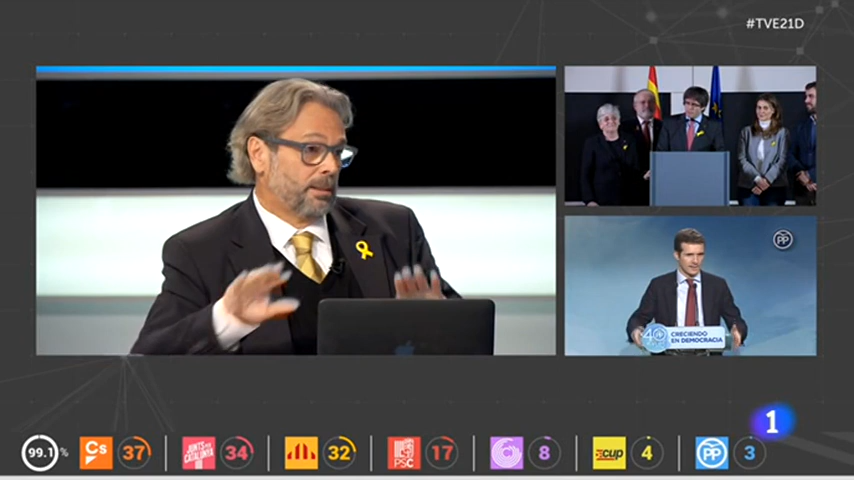 #TVE21D
PP
40
CRECIENDO
EN DEMOCRACIA
1
99.1%
Cs
37
JUNTS PER
CATALUNYA
34
32
PSC
17
8
cup
4
PP
3